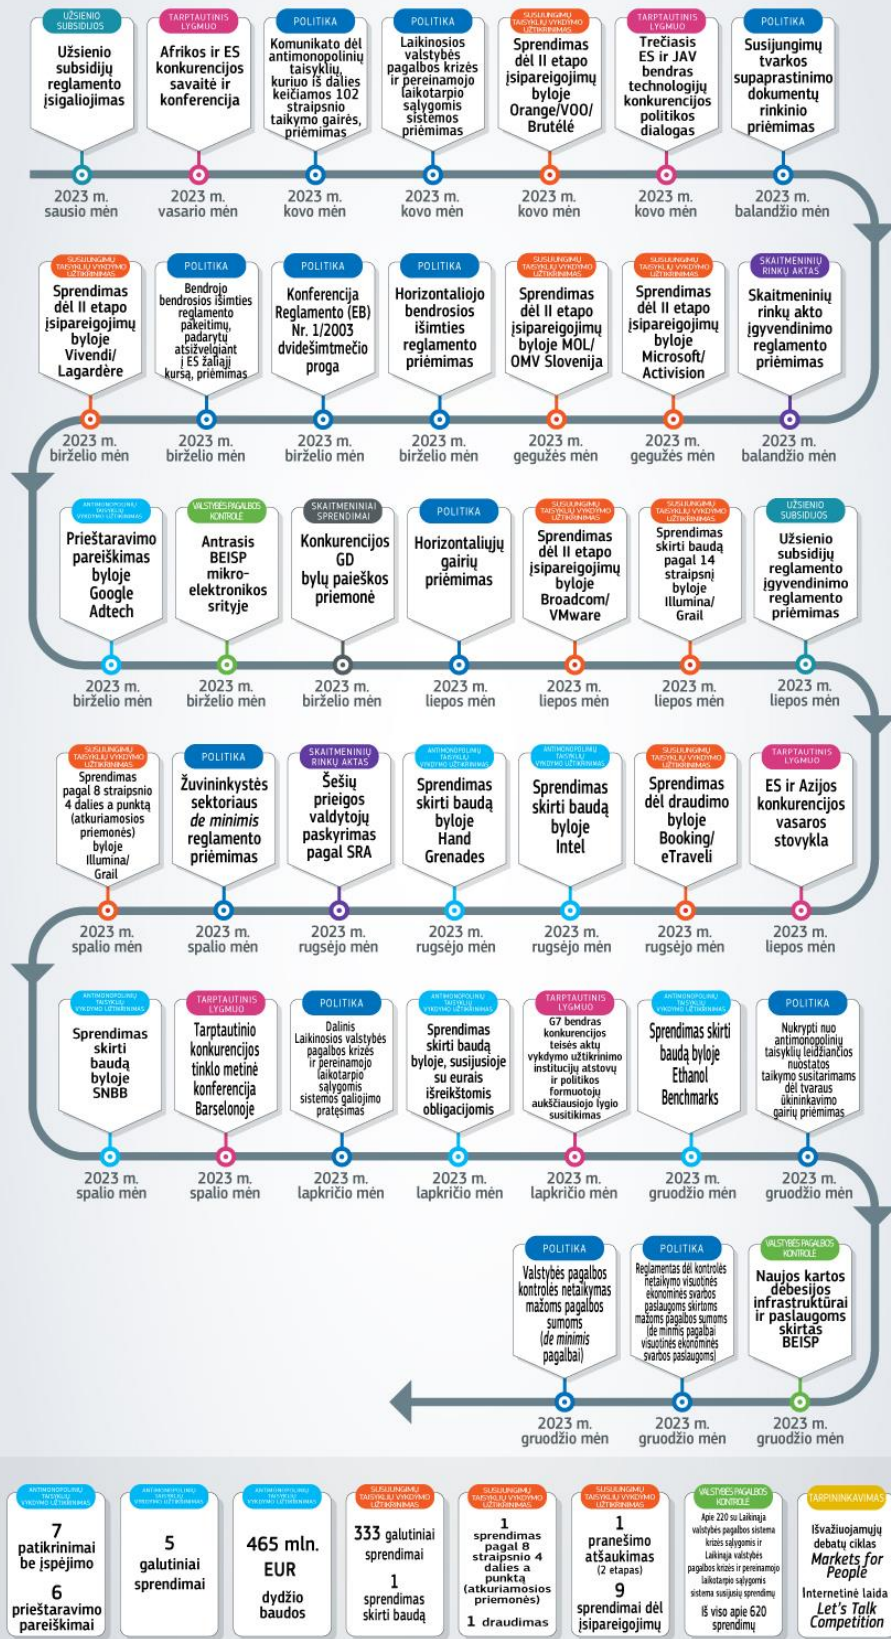 UŽSIENIO
SUBSIDIJOS
Užsienio
subsidijų
reglamento
įsigaliojimas
2023 m.
sausio mėn
TARPTAUTINIS
LYGMUO
Afrikos ir ES
konkurencijos
savaitė ir
konferencija
2023 m.
vasario mėn
POLITIKA
Komunikato dėl
antimonopolinių
taisyklių,
kuriuo iš dalies
keičiamos 102
straipsnio
taikymo gairės,
priėmimas
2023 m.
kovo mėn
POLITIKA
Laikinosios
valstybės
pagalbos krizės
ir pereinamojo
laikotarpio
sąlygomis
sistemos
priėmimas
2023 m.
kovo mėn
SUSIJUNGIMŲ
TAISYKLIŲ VYKDYMO
UŽTIKRINIMAS
Sprendimas
dėl II etapo
įsipareigojimų
byloje
Orange/VOO/
Brutélé
2023 m.
kovo mėn
TARPTAUTINIS
LYGMUO
Trečiasis
ES ir JAV
bendras
technologijų
konkurencijos
politikos
dialogas
2023 m.
kovo mėn
POLITIKA
Susijungimų
tvarkos
supaprastinimo
dokumentų
rinkinio
priėmimas
2023 m.
balandžio mėn
SUSIJUNGIMŲ
TAISYKLIŲ VYKDYMO
UŽTIKRINIMAS
Sprendimas
dėl II etapo
įsipareigojimų
byloje
Vivendi/
Lagardère
2023 m.
birželio mėn
POLITIKA
Bendrojo
bendrosios išimties
reglamento
pakeitimų,
padarytų
atsižvelgiant
į ES žaliąjį
kursą, priėmimas
2023 m.
birželio mėn
POLITIKA
Konferencija
Reglamento (EB)
Nr. 1/2003
dvidešimtmečio
proga
2023 m.
birželio mėn
POLITIKA
Horizontaliojo
bendrosios
išimties
reglamento
priėmimas
2023 m.
birželio mėn
SUSIJUNGIMŲ
TAISYKLIŲ VYKDYMO
UŽTIKRINIMAS
Sprendimas
dėl II etapo
įsipareigojimų
byloje MOL/
OMV Slovenija
2023 m.
gegužės mėn
SUSIJUNGIMŲ
TAISYKLIŲ VYKDYMO
UŽTIKRINIMAS
Sprendimas
dėl II etapo
įsipareigojimų
byloje
Microsoft/
Activision
2023 m.
gegužės mėn
SKAITMENINIŲ
RINKŲ AKTAS
Skaitmeninių
rinkų akto
įgyvendinimo
reglamento
priėmimas
2023 m.
balandžio mėn
ANTIMONOPOLINIŲ
TAISYKLIŲ
VYKDYMO UŽTIKRINIMAS
Prieštaravimo
pareiškimas
byloje
Google
Adtech
2023 m.
birželio mėn
VALSTYBĖS PAGALBOS
KONTROLĖ
Antrasis
BEISP
mikro-
elektronikos
srityje
2023 m.
birželio mėn
SKAITMENINIAI
SPRENDIMAI
Konkurencijos
GD
bylų paieškos
priemonė
2023 m.
birželio mėn
POLITIKA
Horizontaliųjų
gairių
priėmimas
2023 m.
liepos mėn
SUSIJUNGIMŲ
TAISYKLIŲ VYKDYMO
UŽTIKRINIMAS
Sprendimas
dėl II etapo
įsipareigojimų
byloje
Broadcom/
VMware
2023 m.
liepos mėn
SUSIJUNGIMŲ
TAISYKLIŲ VYKDYMO
UŽTIKRINIMAS
Sprendimas
skirti baudą
pagal 14
straipsnį
byloje
Illumina/
Grail
2023 m.
liepos mėn
UŽSIENIO
SUBSIDIJOS
Užsienio
subsidijų
reglamento
įgyvendinimo
reglamento
priėmimas
2023 m.
liepos mėn
SUSIJUNGIMŲ
TAISYKLIŲ VYKDYMO
UŽTIKRINIMAS
Sprendimas
pagal 8 straipsnio
4 dalies a punktą
(atkuriamosios
priemonės)
byloje
Illumina/
Grail
2023 m.
spalio mėn
POLITIKA
Žuvininkystės
sektoriaus
de minimis
reglamento
priėmimas
2023 m.
spalio mėn
SKAITMENINIŲ
RINKŲ AKTAS
Šešių
prieigos
valdytojų
paskyrimas
pagal SRA
2023 m.
rugsėjo mėn
ANTIMONOPOLINIŲ
TAISYKLIŲ
VYKDYMO UŽTIKRINIMAS
Sprendimas
skirti baudą
byloje
Hand
Grenades
2023 m.
rugsėjo mėn
ANTIMONOPOLINIŲ
TAISYKLIŲ
VYKDYMO UŽTIKRINIMAS
Sprendimas
skirti baudą
byloje
Intel
2023 m.
rugsėjo mėn
SUSIJUNGIMŲ
TAISYKLIŲ VYKDYMO
UŽTIKRINIMAS
Sprendimas
dėl draudimo
byloje
Booking/
eTraveli
2023 m.
rugsėjo mėn
TARPTAUTINIS
LYGMUO
ES ir Azijos
konkurencijos
vasaros
stovykla
2023 m.
liepos mėn
ANTIMONOPOLINIŲ
TAISYKLIŲ
VYKDYMO UŽTIKRINIMAS
Sprendimas
skirti
baudą
byloje
SNBB
2023 m.
spalio mėn
TARPTAUTINIS
LYGMUO
Tarptautinio
konkurencijos
tinklo metinė
konferencija
Barselonoje
2023 m.
spalio mėn
POLITIKA
Dalinis
Laikinosios valstybės
pagalbos krizės
ir pereinamojo
laikotarpio
sąlygomis
sistemos galiojimo
pratęsimas
2023 m.
lapkričio mėn
ANTIMONOPOLINIŲ
TAISYKLIŲ
VYKDYMO UŽTIKRINIMAS
Sprendimas
skirti baudą
byloje, susijusioje
su eurais
išreikštomis
obligacijomis
2023 m.
lapkričio mėn
TARPTAUTINIS
LYGMUO
G7 bendras
konkurencijos
teisės aktų
vykdymo užtikrinimo
institucijų atstovų
ir politikos
formuotojų
aukščiausiojo lygio
susitikimas
2023 m.
lapkričio mėn
ANTIMONOPOLINIŲ
TAISYKLIŲ
VYKDYMO UŽTIKRINIMAS
Sprendimas skirti
baudą byloje
Ethanol
Benchmarks
2023 m.
gruodžio mėn
POLITIKA
Nukrypti nuo
antimonopolinių
taisyklių leidžiančios
nuostatos
taikymo susitarimams
dėl tvaraus
ūkininkavimo
gairių priėmimas
2023 m.
gruodžio mėn
POLITIKA
Valstybės pagalbos
kontrolės netaikymas
mažoms pagalbos
sumoms
(de minimis
pagalbai)
2023 m.
gruodžio mėn
POLITIKA
Reglamentas dėl kontrolės
netaikymo visuotinės
ekonominės svarbos
paslaugoms skirtoms
mažoms pagalbos sumoms
(de minmis pagalbai
visuotinės ekonominės
svarbos paslaugoms)
2023 m.
gruodžio mėn
VALSTYBĖS PAGALBOS
KONTROLĖ
Naujos kartos
debesijos
infrastruktūrai
ir paslaugoms
skirtas
BEISP
2023 m.
gruodžio mėn
ANTIMONOPOLINIŲ
TAISYKLIŲ
VYKDYMO UŽTIKRINIMAS
7
patikrinimai
be įspėjimo
6
prieštaravimo
pareiškimai
ANTIMONOPOLINIŲ
TAISYKLIŲ
VYKDYMO UŽTIKRINIMAS
5
galutiniai
sprendimai
ANTIMONOPOLINIŲ
TAISYKLIŲ
VYKDYMO UŽTIKRINIMAS
465 mln.
EUR
dydžio
baudos
SUSIJUNGIMŲ
TAISYKLIŲ VYKDYMO
UŽTIKRINIMAS
333 galutiniai
sprendimai
1
sprendimas
skirti baudą
SUSIJUNGIMŲ
TAISYKLIŲ VYKDYMO
UŽTIKRINIMAS
1
sprendimas
pagal 8
straipsnio 4
dalies a
punktą
(atkuriamosios
priemonės)
1 draudimas
SUSIJUNGIMŲ
TAISYKLIŲ VYKDYMO
UŽTIKRINIMAS
1
pranešimo
atšaukimas
(2 etapas)
9
sprendimai dėl
įsipareigojimų
VALSTYBĖS PAGALBOS
KONTROLĖ
Apie 220 su Laikinąja
valstybės pagalbos sistema
krizės sąlygomis ir
Laikinąja valstybės
pagalbos krizės ir pereinamojo
laikotarpio sąlygomis
sistema susijusių sprendimų
Iš viso apie 620
sprendimų
TARPININKAVIMAS
Išvažiuojamųjų
debatų ciklas
Markets for
People
Internetinė laida
Let's Talk
Competition